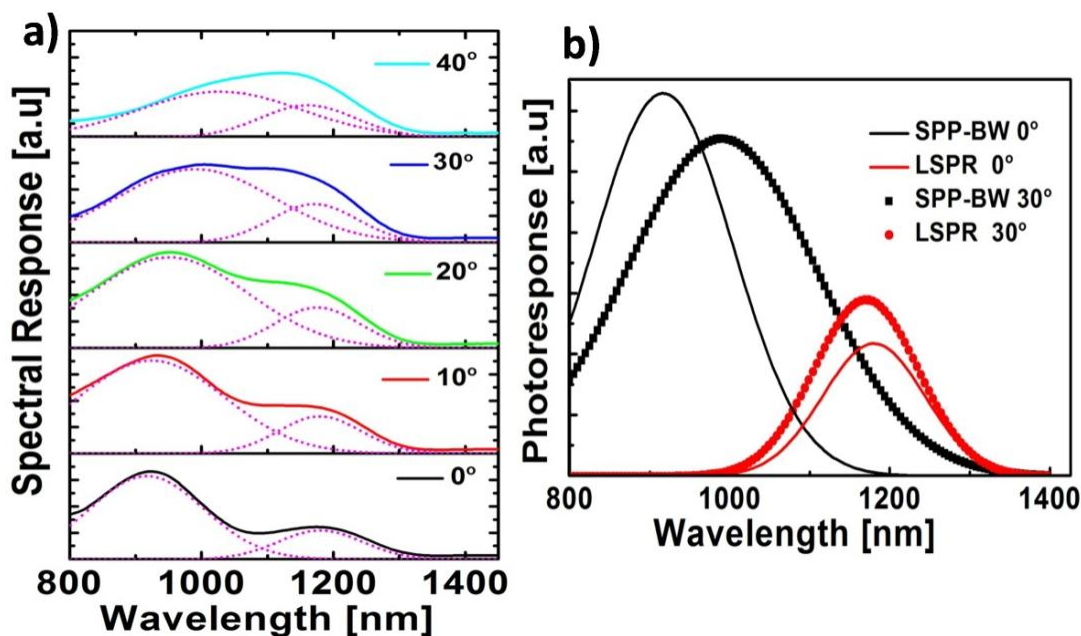 a)
Spectral Response [a.u]
40°
30°
20°
10°
0°
800 1000 1200 1400
Wavelength [nm]
b)
Photoresponse [a.u]
SPP-BW 0°
LSPR 0°
SPP-BW 30°
LSPR 30°
800 1000 1200 1400
Wavelength [nm]